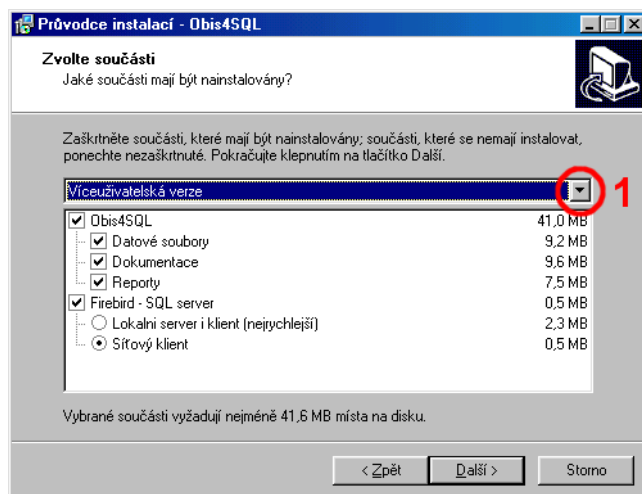 Průvodce instalací - Obis4SQL
Zvolte součásti
Jaké součásti mají být nainstalovány?
Zaškrtněte součásti, které mají být nainstalovány; součásti, které se nemají instalovat,
ponechte nezaškrtnuté. Pokračujte klepnutím na tlačítko Další.
Víceuživatelská verze 1
Obis4SQL 41,0 MB
Datové soubory 9,2 MB
Dokumentace 9,6 MB
Reporty 7,5 MB
Firebird - SQL server 0,5 MB
Lokalni server i klient (nejrychlejší) 2,3 MB
Síťový klient 0,5 MB
Vybrané součásti vyžadují nejméně 41,6 MB místa na disku.
< Zpět Další > Storno